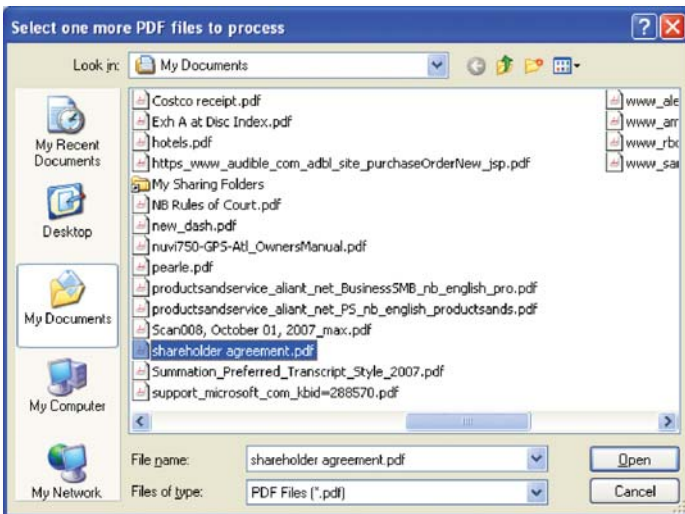 Select one more PDF files to process
Look in: My Documents
My Recent Documents
Desktop
My Documents
My Computer
My Network
Costco receipt.pdf
Exh A at Disc Index.pdf
hotels.pdf
https_www_audible_com_adbl_site_purchaseOrderNew_jsp.pdf
My Sharing Folders
NB Rules of Court.pdf
new_dash.pdf
nuvi750-GPS-Atl_OwnersManual.pdf
pearle.pdf
productsandservice_aliant_net_BusinessSMB_nb_english_pro.pdf
productsandservice_aliant_net_PS_nb_english_productsands.pdf
Scan008, October 01, 2007_max.pdf
shareholder agreement.pdf
Summation_Preferred_Transcript_Style_2007.pdf
support_microsoft_com_kbid=288570.pdf
www_ale
www_am
www_rbc
www_sar
File name: shareholder agreement.pdf Open
Files of type: PDF Files (*.pdf) Cancel